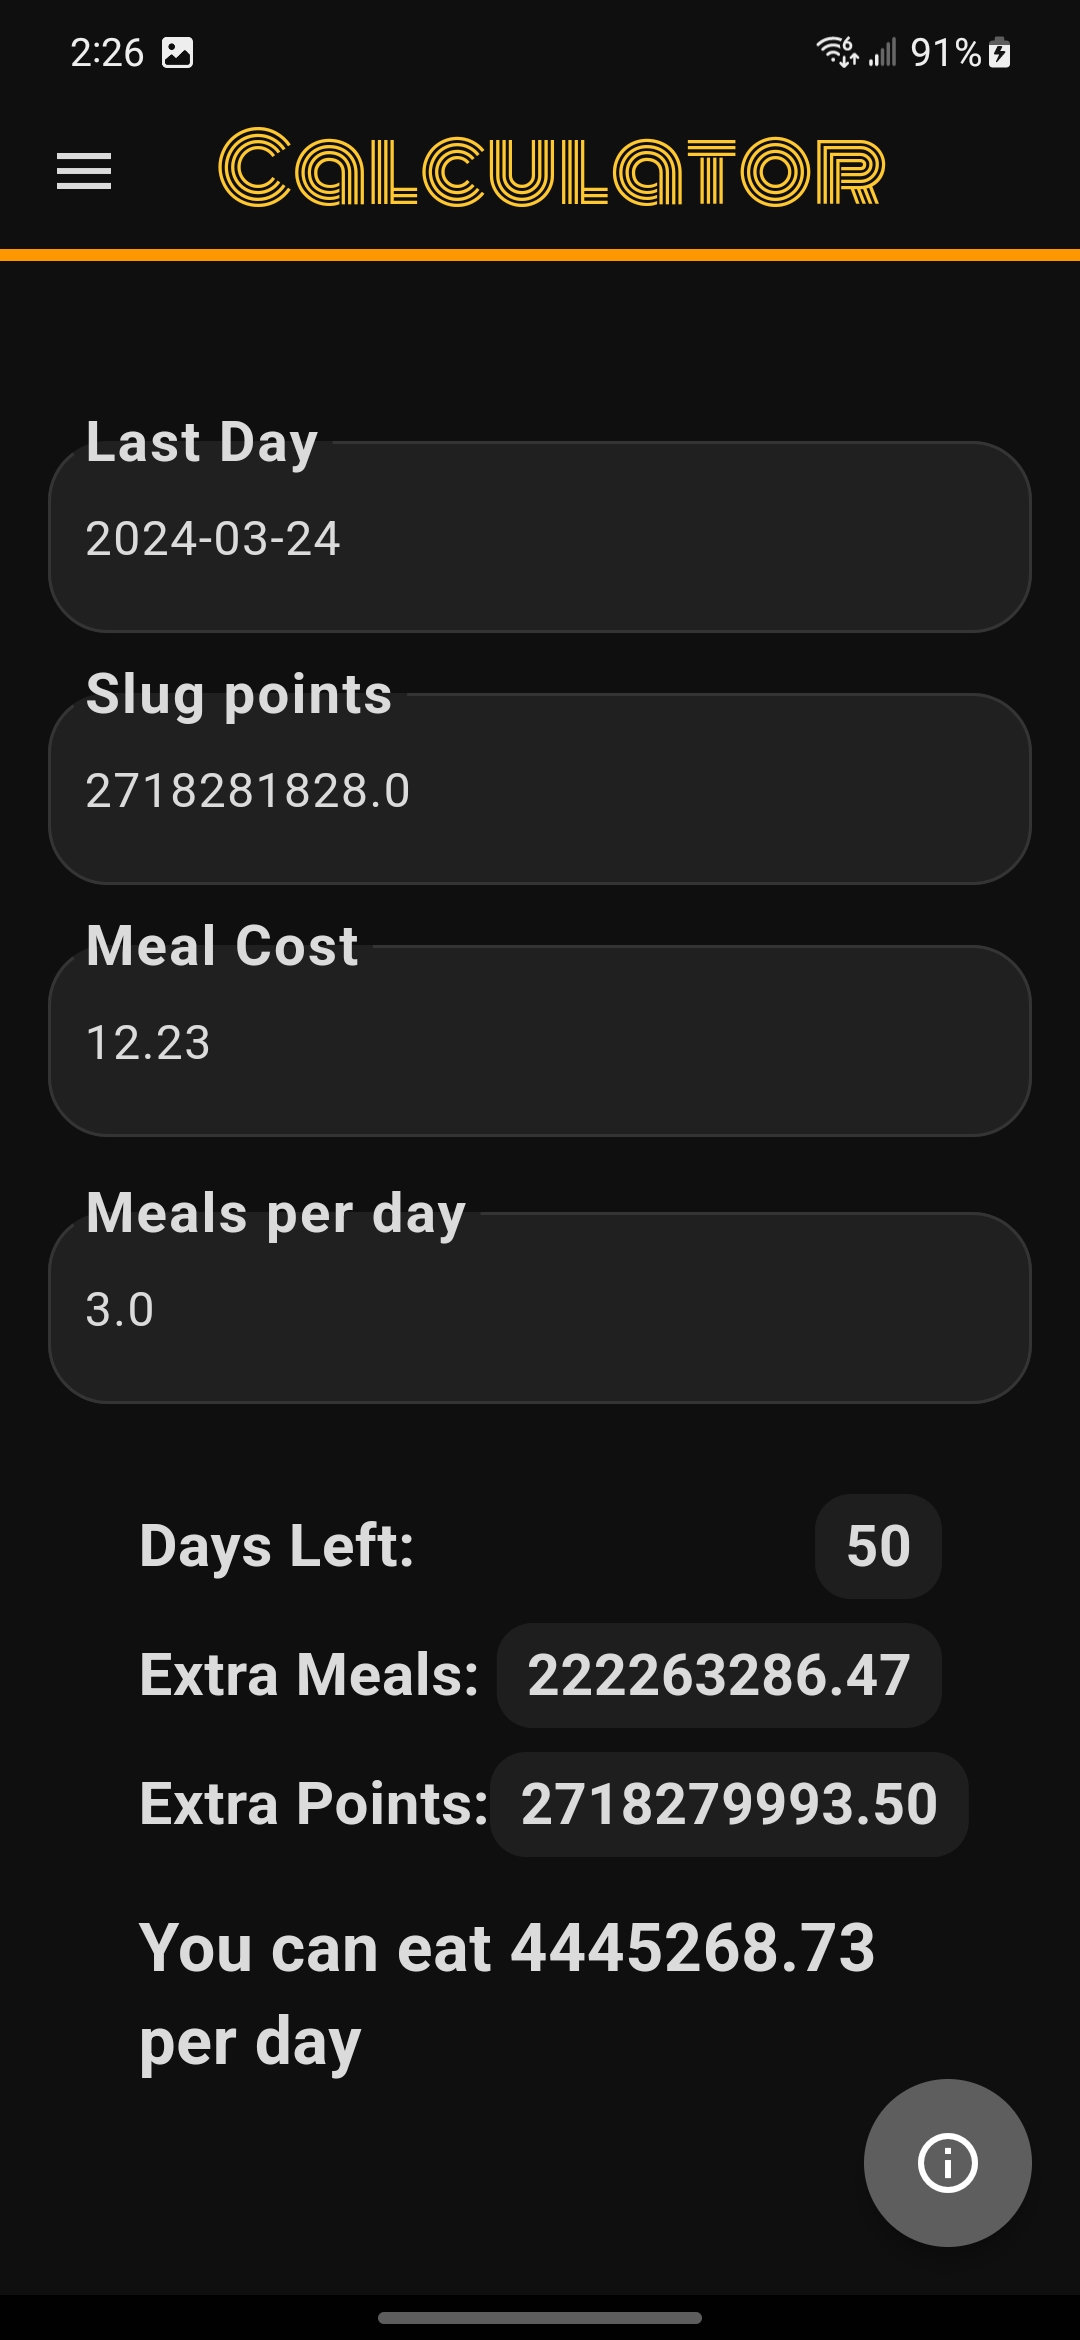 2:26 91%
Calculator
Last Day
2024-03-24
Slug points
2718281828.0
Meal Cost
12.23
Meals per day
3.0
Days Left: 50
Extra Meals: 222263286.47
Extra Points: 2718279993.50
You can eat 4445268.73
per day